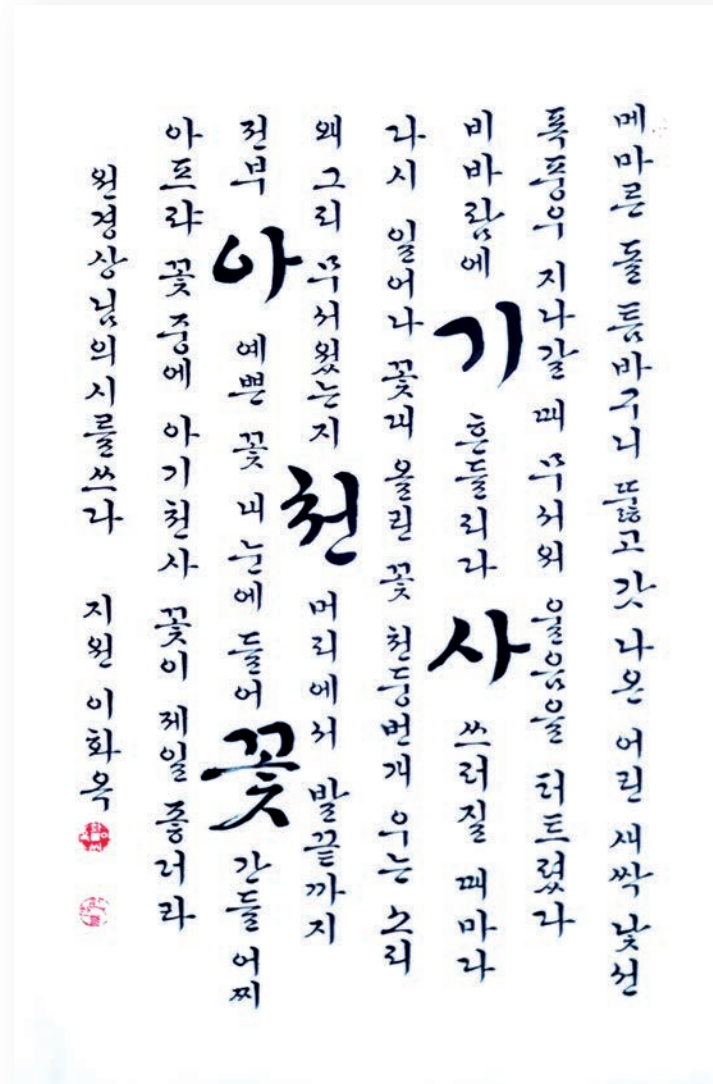 아기천사꽃
메마른 돌 틈바구니 뚫고 갓 나온 어린 새싹 낯선
폭풍우 지나갈 때 무서워 울음을 터트렸다
비바람에 흔들리다 쓰러질 때마다
다시 일어나 꽃대 올린 꽃 천둥번개 우는 소리
왜 그리 무서웠는지 머리에서 발끝까지
전부 예쁜 꽃 내 눈에 들어 간들 어찌
아프랴 꽃 중에 아기천사 꽃이 제일 좋더라
원경상님의시를쓰다 지원 이화옥